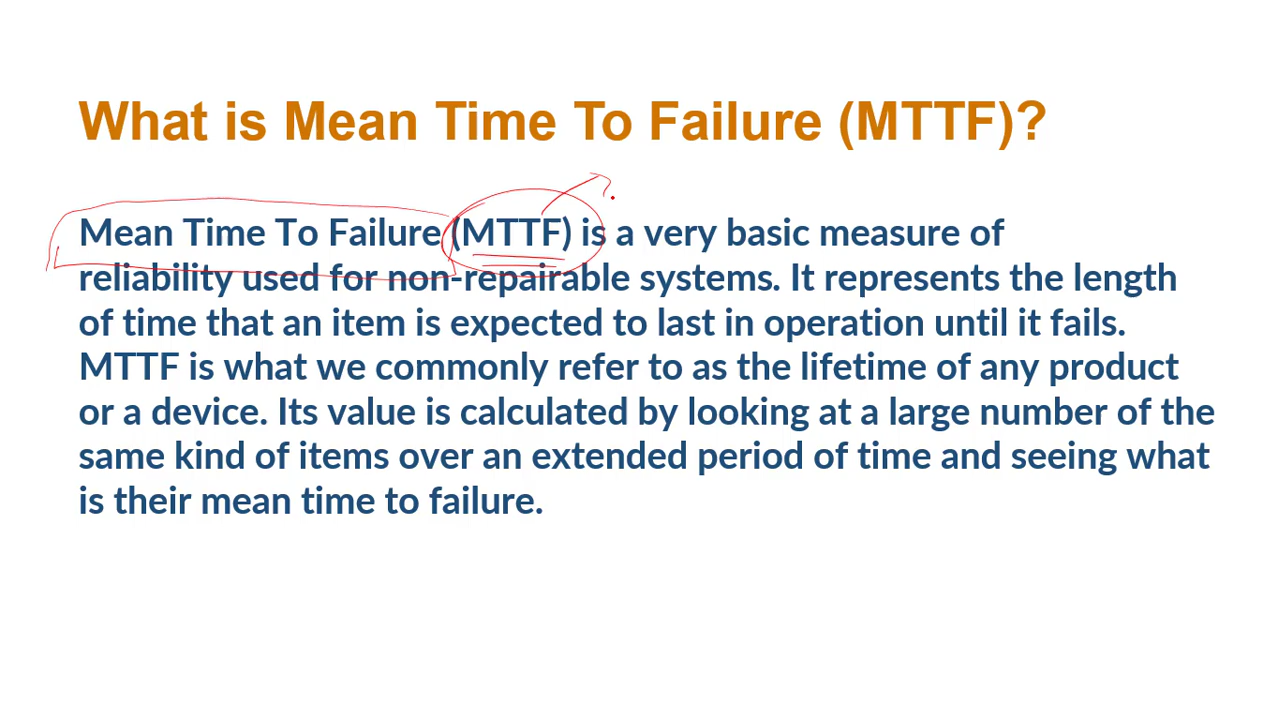 What is Mean Time To Failure (MTTF)?
Mean Time To Failure (MTTF) is a very basic measure of
reliability used for non-repairable systems. It represents the length
of time that an item is expected to last in operation until it fails.
MTTF is what we commonly refer to as the lifetime of any product
or a device. Its value is calculated by looking at a large number of the
same kind of items over an extended period of time and seeing what
is their mean time to failure.